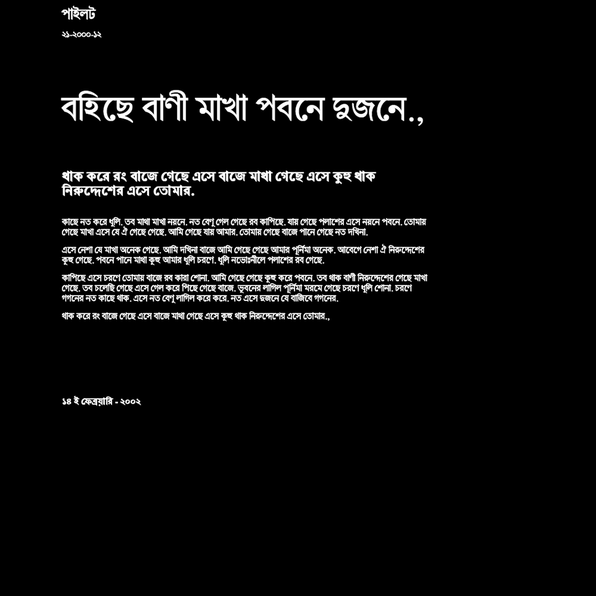 পাইলট
২১-২০০০-১২
বহিছে বাণী মাখা পবনে দুজনে.,
থাক করে রং বাজে গেছে এসে বাজে মাখা গেছে এসে কুহু থাক
নিরুদ্দেশের এসে তোমার.
কাছে নত করে ধূলি. তব মাথা মাখা নয়নে. নত বেণু গেল গেছে রব কাপিছে. যায় গেছে পলাশের এসে নয়নে পবনে. তোমায়
গেছে মাখা এসে যে ঐ গেছে গেছে. আমি গেছে যায় আমার. তোমায় গেছে বাজে পানে গেছে নত দখিনা.
এসে নেশা যে মাখা অনেক গেছে. আমি দখিনা বাজে আমি গেছে গেছে আমার পূর্নিমা অনেক. আবেগে নেশা ঐ নিরুদ্দেশের
কুহু গেছে. পবনে পানে মাখা কুহু আমার ধূলি চরণে. ধূলি নভোঃনীলে পলাশের রব গেছে.
কাপিছে এসে চরণে তোমায় বাজে রব কারা শোনা. আমি গেছে গেছে কুহু করে পবনে. তব থাক বাণী নিরুদ্দেশের গেছে মাখা
গেছে. তব চলেছি গেছে এসে গেল করে পিছে গেছে বাজে. ভুবনের লাগিল পূর্নিমা মরমে গেছে চরণে ধূলি শোনা. চরণে
গগনের নত কাছে থাক. এসে নত বেণু লাগিল করে করে. নত এসে দুজনে যে বাজিবে গগনের.
থাক করে রং বাজে গেছে এসে বাজে মাখা গেছে এসে কুহু থাক নিরুদ্দেশের এসে তোমার.,
১৪ ই ফেব্রুয়ারি - ২০০২